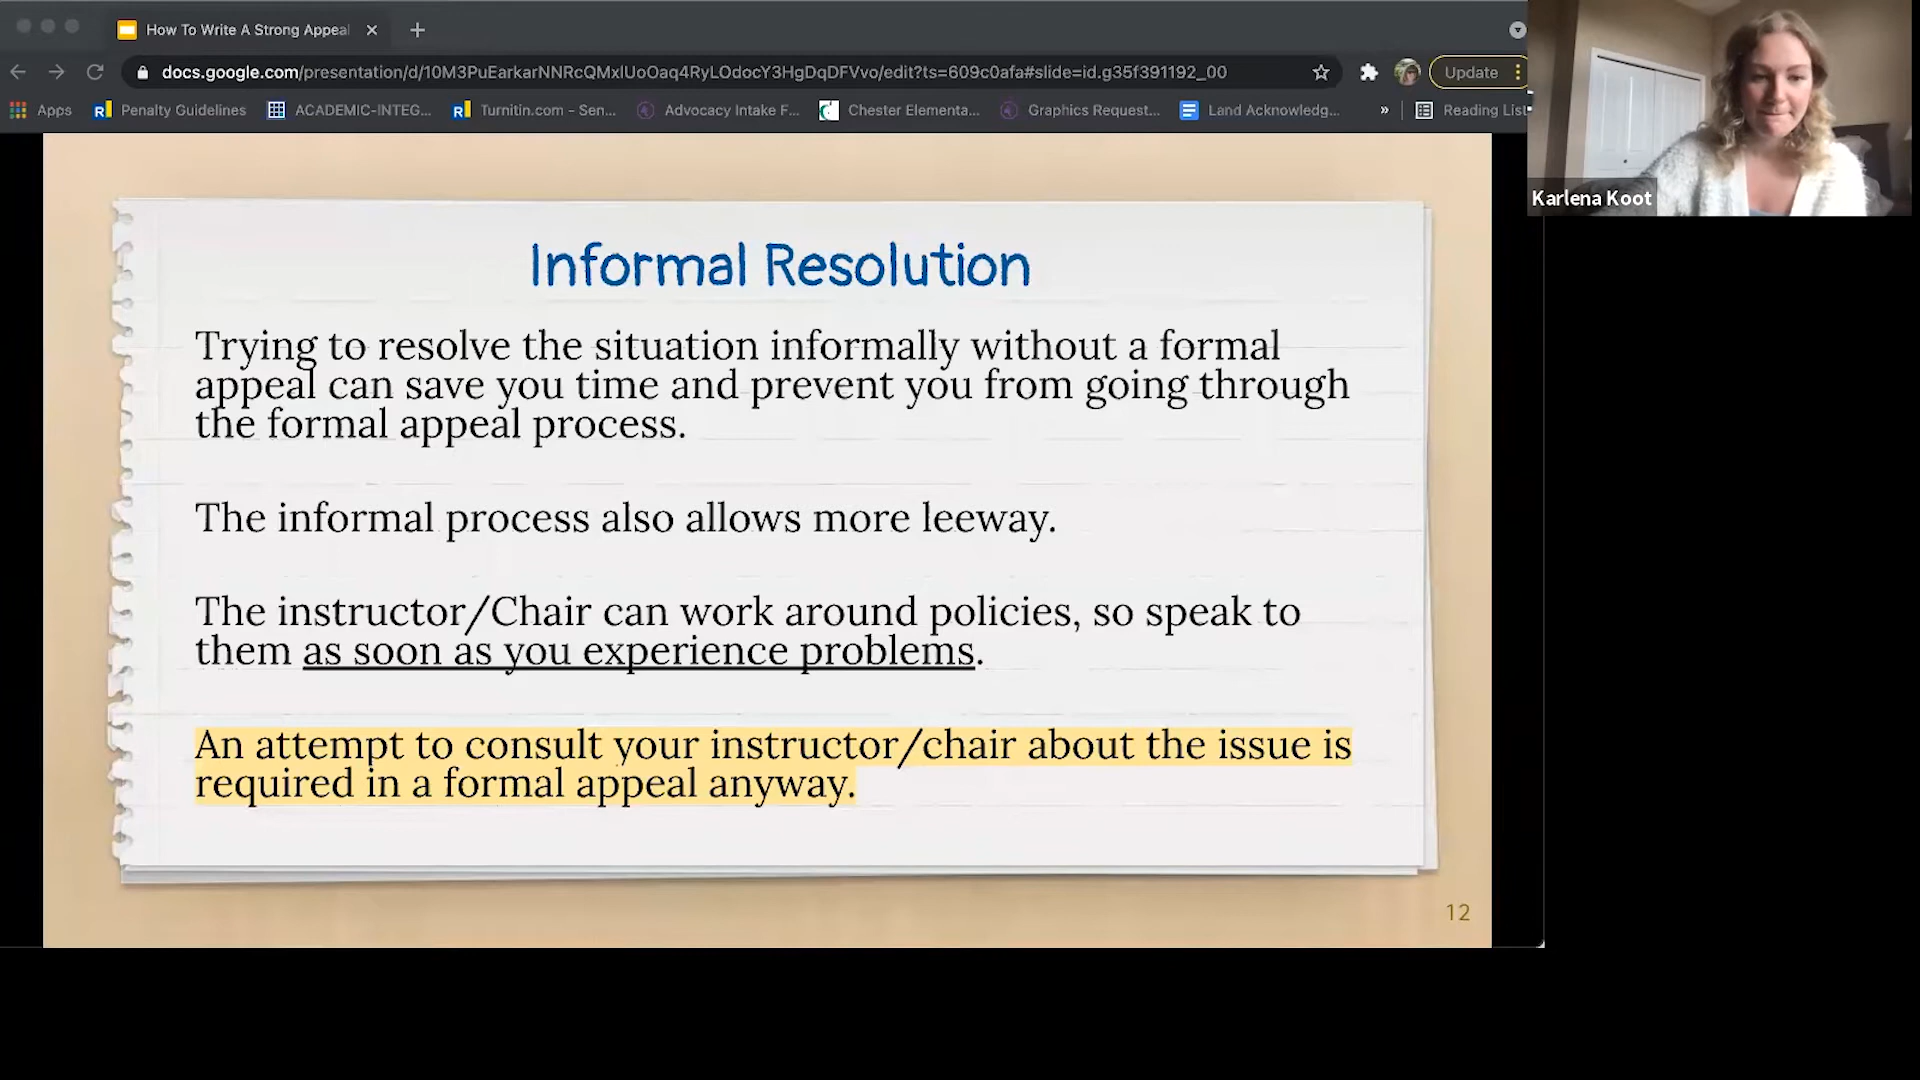 How To Write A Strong Appeal
docs.google.com/presentation/d/10M3PuEarkarNNRcQMxlUoOaq4RyLOdocY3HgDqDFVvo/edit?ts=609c0afa#slide=id.g35f391192_00
Update
Apps
Penalty Guidelines
ACADEMIC-INTEG...
Turnitin.com – Sen...
Advocacy Intake F...
Chester Elementa...
Graphics Request...
Land Acknowledg...
»
Reading List
Karlena Koot
Informal Resolution
Trying to resolve the situation informally without a formal
appeal can save you time and prevent you from going through
the formal appeal process.
The informal process also allows more leeway.
The instructor/Chair can work around policies, so speak to
them as soon as you experience problems.
An attempt to consult your instructor/chair about the issue is
required in a formal appeal anyway.
12